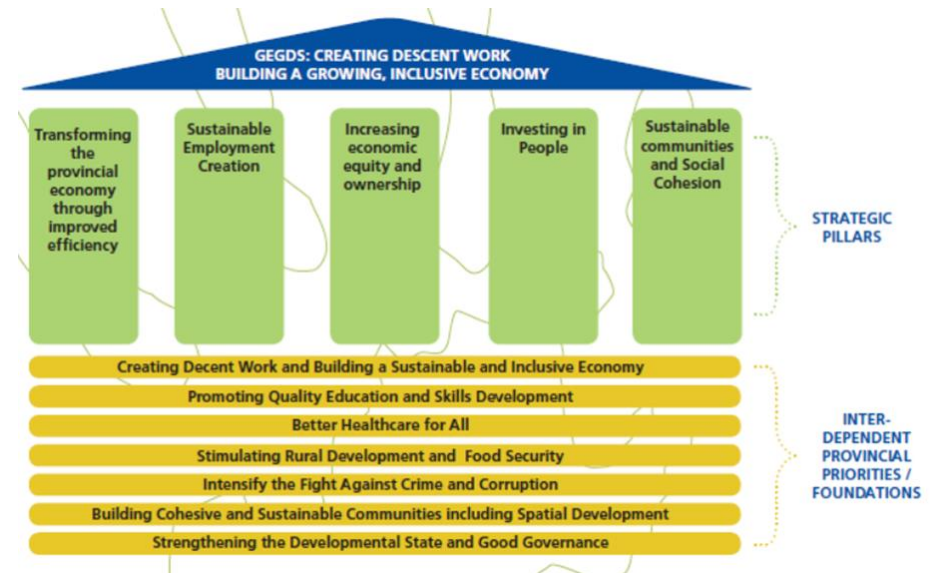 GEGDS: CREATING DESCENT WORK
BUILDING A GROWING, INCLUSIVE ECONOMY
Transforming
the
provincial
economy
through
improved
efficiency
Sustainable
Employment
Creation
Increasing
economic
equity and
ownership
Investing in
People
Sustainable
communities
and Social
Cohesion
STRATEGIC
PILLARS
Creating Decent Work and Building a Sustainable and Inclusive Economy
Promoting Quality Education and Skills Development
Better Healthcare for All
Stimulating Rural Development and Food Security
Intensify the Fight Against Crime and Corruption
Building Cohesive and Sustainable Communities including Spatial Development
Strengthening the Developmental State and Good Governance
INTER-
DEPENDENT
PROVINCIAL
PRIORITIES /
FOUNDATIONS